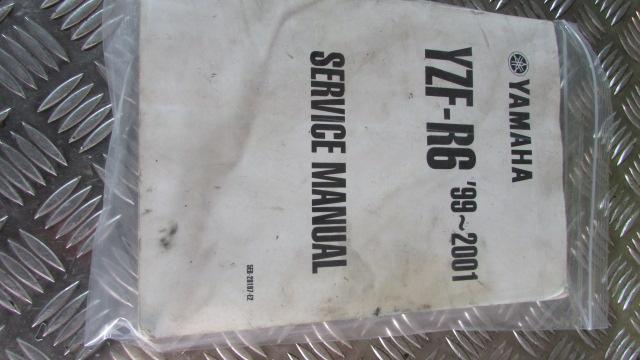 YAMAHA
YZF-R6 '99~2001
SERVICE MANUAL